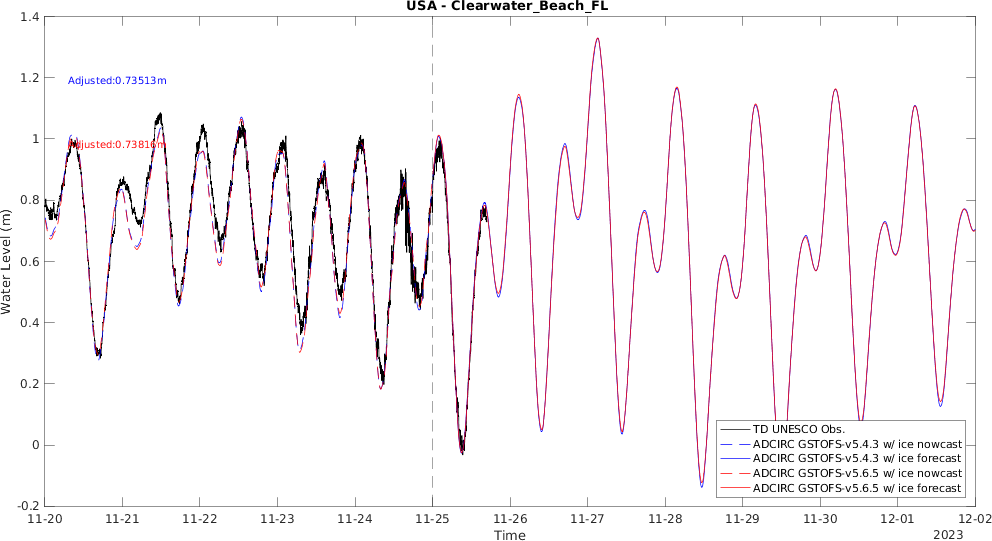 USA - Clearwater_Beach_FL
1.4
1.2
1
0.8
0.6
0.4
0.2
0
-0.2
Water Level (m)
Adjusted:0.73513m
Adjusted:0.73816m
TD UNESCO Obs.
ADCIRC GSTOFS-v5.4.3 w/ ice nowcast
ADCIRC GSTOFS-v5.4.3 w/ ice forecast
ADCIRC GSTOFS-v5.6.5 w/ ice nowcast
ADCIRC GSTOFS-v5.6.5 w/ ice forecast
11-20 11-21 11-22 11-23 11-24 11-25 11-26 11-27 11-28 11-29 11-30 12-01 12-02
Time
2023